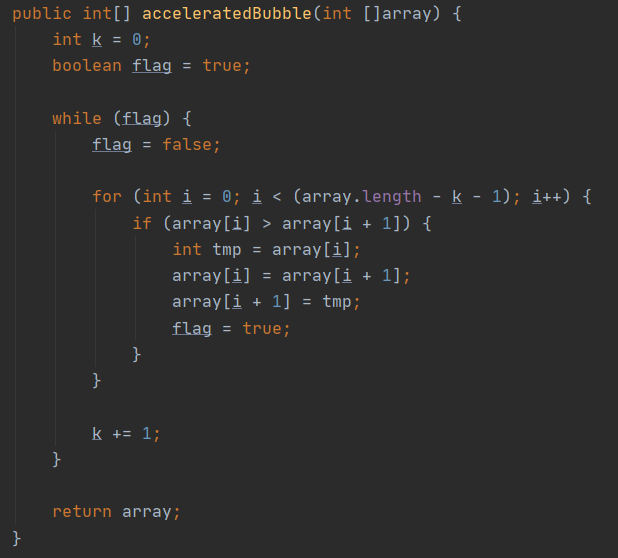 public int[] acceleratedBubble(int []array) {
    int k = 0;
    boolean flag = true;

    while (flag) {
        flag = false;

        for (int i = 0; i < (array.length - k - 1); i++) {
            if (array[i] > array[i + 1]) {
                int tmp = array[i];
                array[i] = array[i + 1];
                array[i + 1] = tmp;
                flag = true;
            }
        }

        k += 1;
    }

    return array;
}